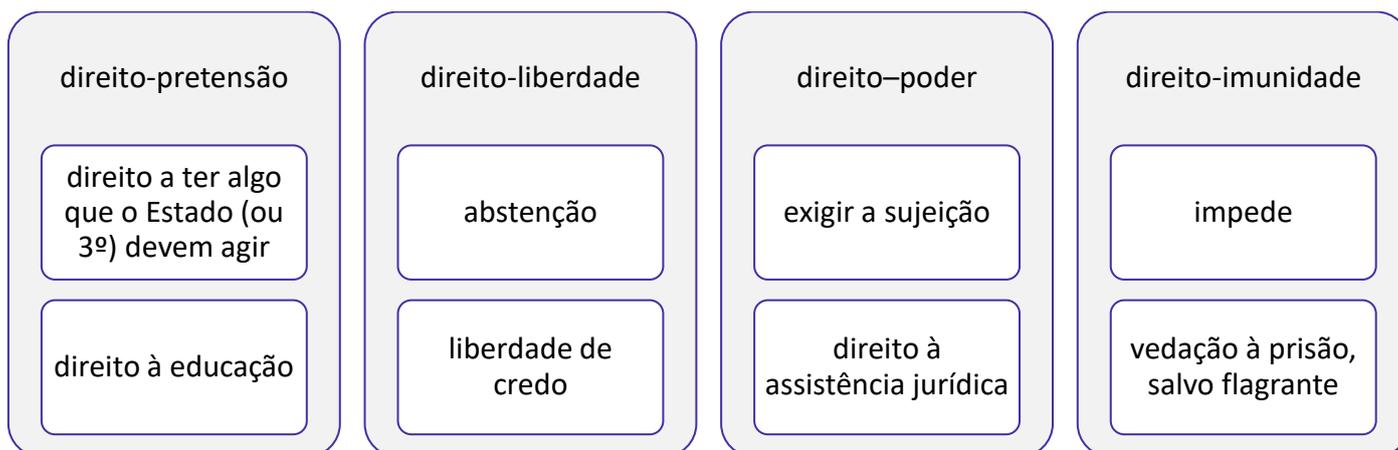 direito-pretensão
direito a ter algo
que o Estado (ou
3º) devem agir
direito à educação
direito-liberdade
abstenção
liberdade de
credo
direito–poder
exigir a sujeição
direito à
assistência jurídica
direito-imunidade
impede
vedação à prisão,
salvo flagrante